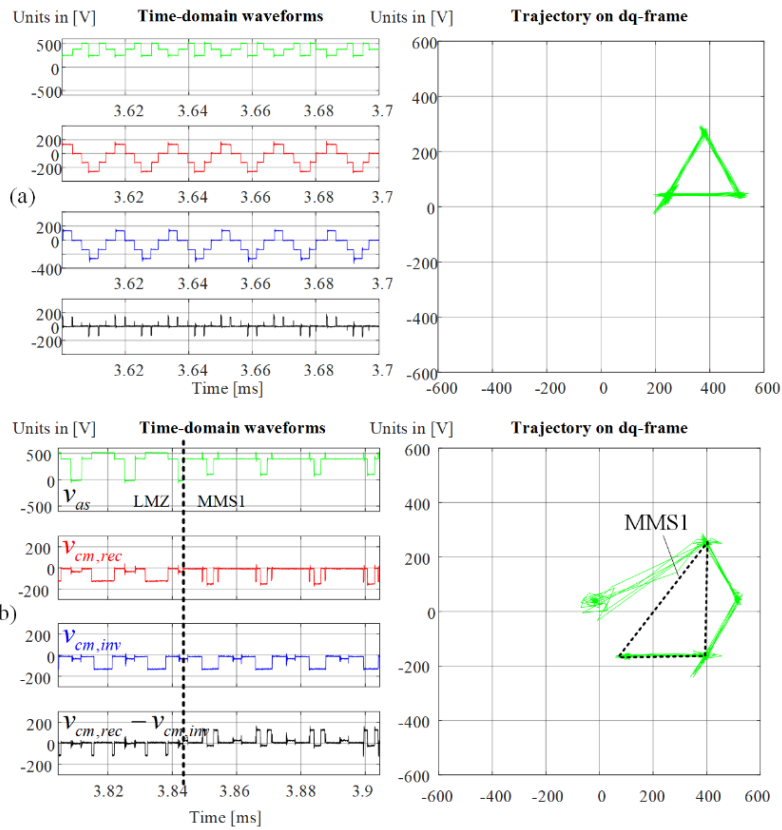 Units in [V] Time-domain waveforms
500
0
-500
3.62 3.64 3.66 3.68 3.7
200
0
-200
3.62 3.64 3.66 3.68 3.7
(a)
200
0
-400
3.62 3.64 3.66 3.68 3.7
200
0
-200
3.62 3.64 3.66 3.68 3.7
Time [ms]
Units in [V] Trajectory on dq-frame
600
400
200
0
-200
-400
-600
-600 -400 -200 0 200 400 600
Units in [V] Time-domain waveforms
500
0
-500
v_as LMZ MMS1
200
0
-200
v_cm,rec
b)
200
0
-200
v_cm,inv
200
0
-200
v_cm,rec − v_cm,inv
3.82 3.84 3.86 3.88 3.9
Time [ms]
Units in [V] Trajectory on dq-frame
600
400
200
0
-200
-400
-600
MMS1
-600 -400 -200 0 200 400 600